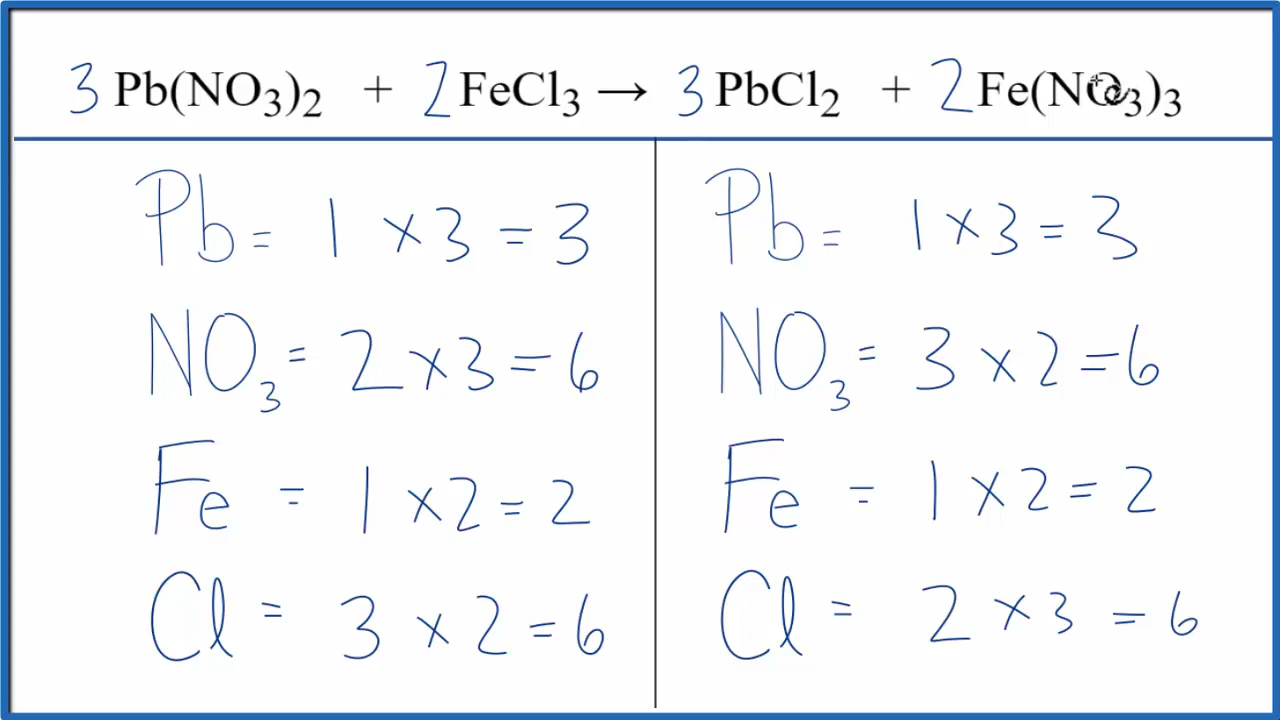 3 Pb(NO₃)₂ + 2 FeCl₃ → 3 PbCl₂ + 2 Fe(NO₃)₃
Pb = 1 × 3 = 3
NO₃ = 2 × 3 = 6
Fe = 1 × 2 = 2
Cl = 3 × 2 = 6
Pb = 1 × 3 = 3
NO₃ = 3 × 2 = 6
Fe = 1 × 2 = 2
Cl = 2 × 3 = 6